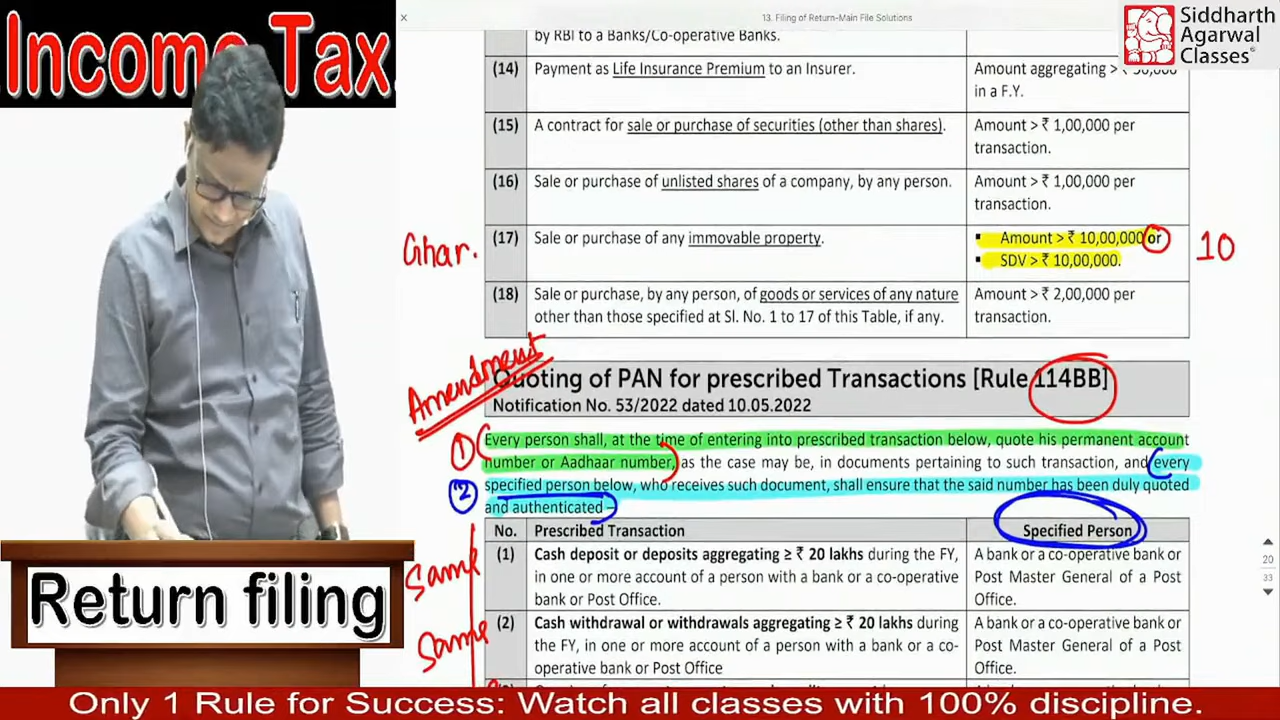 Income Tax.
13. Filing of Return-Main File Solutions
Siddharth
Agarwal
Classes®
by RBI to a Banks/Co-operative Banks.
(14) Payment as Life Insurance Premium to an Insurer. Amount aggregating > ₹ 50,000
in a F.Y.
(15) A contract for sale or purchase of securities (other than shares). Amount > ₹ 1,00,000 per
transaction.
(16) Sale or purchase of unlisted shares of a company, by any person. Amount > ₹ 1,00,000 per
transaction.
Ghar. (17) Sale or purchase of any immovable property. ▪ Amount > ₹ 10,00,000 or 10
▪ SDV > ₹ 10,00,000.
(18) Sale or purchase, by any person, of goods or services of any nature Amount > ₹ 2,00,000 per
other than those specified at Sl. No. 1 to 17 of this Table, if any. transaction.
Amendment
Quoting of PAN for prescribed Transactions [Rule 114BB]
Notification No. 53/2022 dated 10.05.2022
① Every person shall, at the time of entering into prescribed transaction below, quote his permanent account
number or Aadhaar number, as the case may be, in documents pertaining to such transaction, and every
② specified person below, who receives such document, shall ensure that the said number has been duly quoted
and authenticated –
No. Prescribed Transaction Specified Person
same (1) Cash deposit or deposits aggregating ≥ ₹ 20 lakhs during the FY, A bank or a co-operative bank or
in one or more account of a person with a bank or a co-operative Post Master General of a Post
bank or Post Office. Office.
same (2) Cash withdrawal or withdrawals aggregating ≥ ₹ 20 lakhs during A bank or a co-operative bank or
the FY, in one or more account of a person with a bank or a co- Post Master General of a Post
operative bank or Post Office Office.
20
33
Return filing
Only 1 Rule for Success: Watch all classes with 100% discipline.